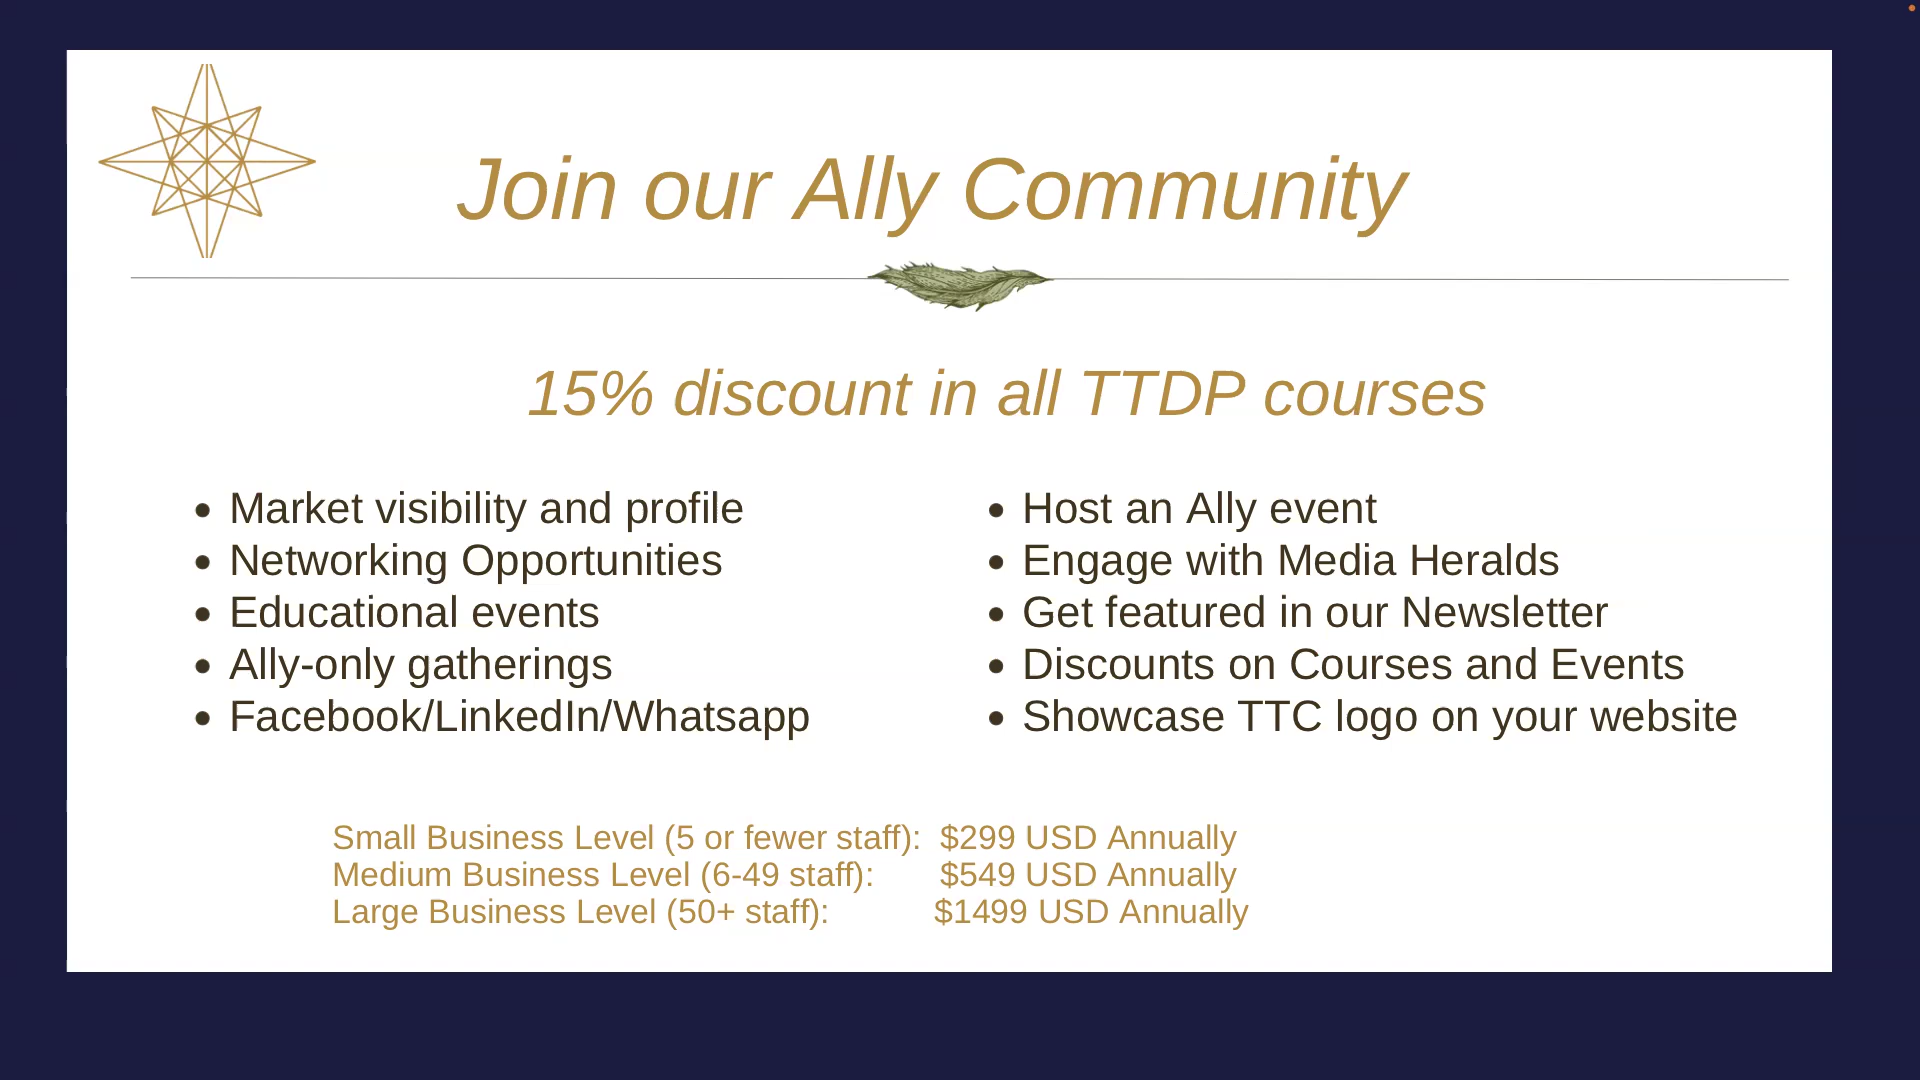 Join our Ally Community
15% discount in all TTDP courses
• Market visibility and profile
• Networking Opportunities
• Educational events
• Ally-only gatherings
• Facebook/LinkedIn/Whatsapp
• Host an Ally event
• Engage with Media Heralds
• Get featured in our Newsletter
• Discounts on Courses and Events
• Showcase TTC logo on your website
Small Business Level (5 or fewer staff): $299 USD Annually
Medium Business Level (6-49 staff): $549 USD Annually
Large Business Level (50+ staff): $1499 USD Annually